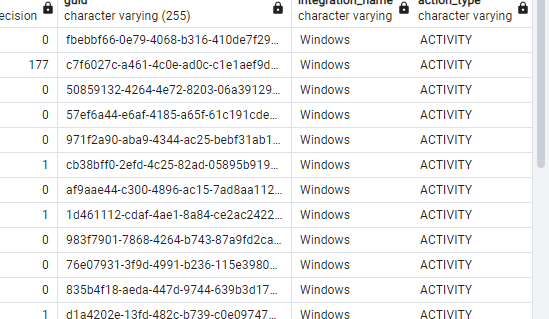 guid integration_name action_type
ecision character varying (255) character varying character varying
0 fbebbf66-0e79-4068-b316-410de7f29... Windows ACTIVITY
177 c7f6027c-a461-4c0e-ad0c-c1e1aef9d... Windows ACTIVITY
0 50859132-4264-4e72-8203-06a39129... Windows ACTIVITY
0 57ef6a44-e6af-4185-a65f-61c191cde... Windows ACTIVITY
0 971f2a90-aba9-4344-ac25-bebf31ab1... Windows ACTIVITY
1 cb38bff0-2efd-4c25-82ad-05895b919... Windows ACTIVITY
0 af9aae44-c300-4896-ac15-7ad8aa112... Windows ACTIVITY
1 1d461112-cdaf-4ae1-8a84-ce2ac2422... Windows ACTIVITY
0 983f7901-7868-4264-b743-87a9fd2ca... Windows ACTIVITY
0 76e07931-3f9d-4991-b236-115e3980... Windows ACTIVITY
0 835b4f18-aeda-447d-9744-639b3d17... Windows ACTIVITY
1 d1a4202e-13fd-482c-b739-c0e09747... Windows ACTIVITY